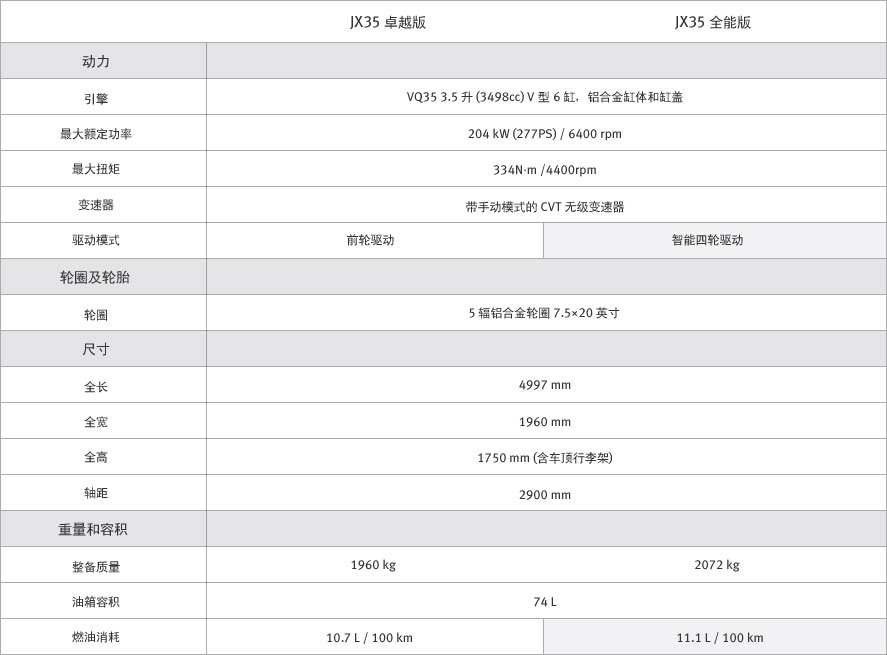 JX35 卓越版 JX35 全能版
动力
引擎 VQ35 3.5 升 (3498cc) V 型 6 缸，铝合金缸体和缸盖
最大额定功率 204 kW (277PS) / 6400 rpm
最大扭矩 334N·m /4400rpm
变速器 带手动模式的 CVT 无级变速器
驱动模式 前轮驱动 智能四轮驱动
轮圈及轮胎
轮圈 5 辐铝合金轮圈 7.5×20 英寸
尺寸
全长 4997 mm
全宽 1960 mm
全高 1750 mm (含车顶行李架)
轴距 2900 mm
重量和容积
整备质量 1960 kg 2072 kg
油箱容积 74 L
燃油消耗 10.7 L / 100 km 11.1 L / 100 km